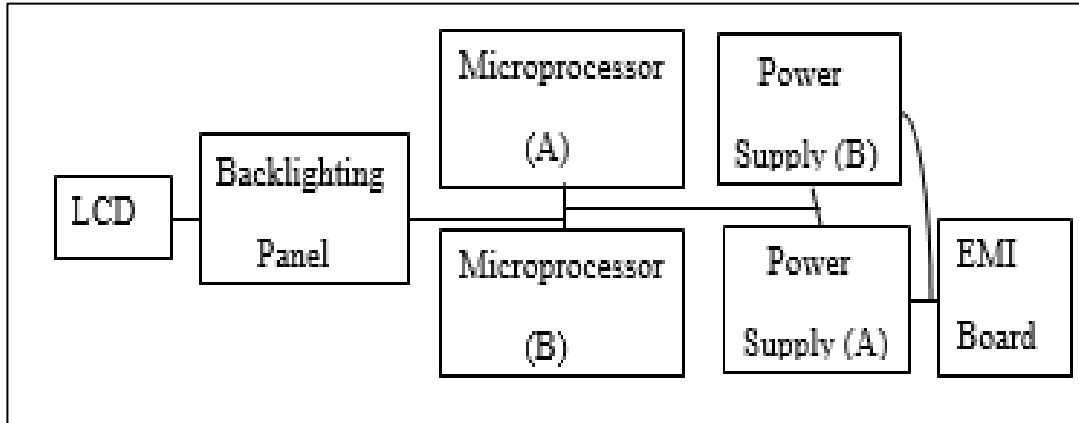 LCD
Backlighting
Panel
Microprocessor
(A)
Microprocessor
(B)
Power
Supply (B)
Power
Supply (A)
EMI
Board